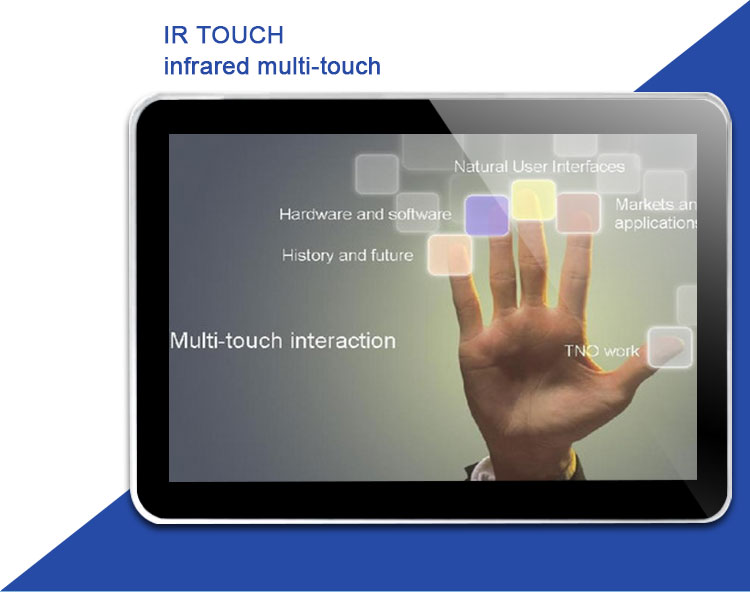 IR TOUCH
infrared multi-touch
Natural User Interfaces
Hardware and software
Markets an
applications
History and future
Multi-touch interaction
TNO work